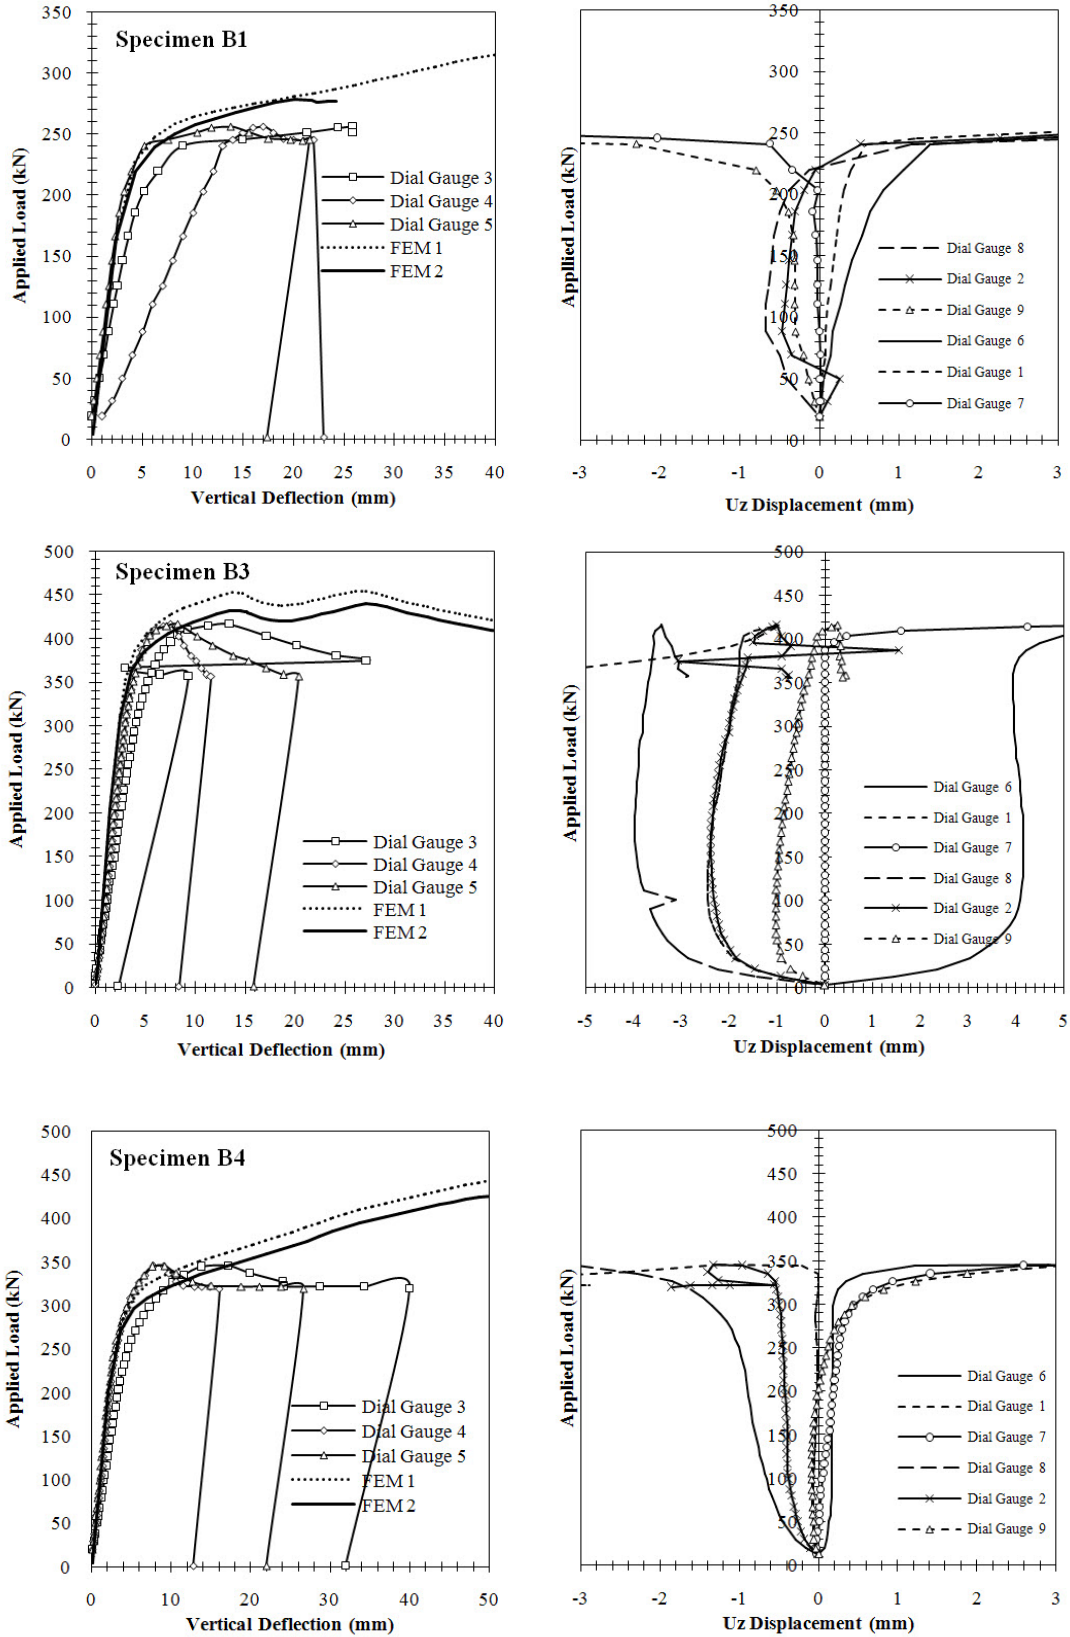 Specimen B1
Applied Load (kN)
350
300
250
200
150
100
50
0
0 5 10 15 20 25 30 35 40
Vertical Deflection (mm)
Dial Gauge 3
Dial Gauge 4
Dial Gauge 5
FEM 1
FEM 2
Applied Load (kN)
350
300
250
200
150
100
50
0
-3 -2 -1 0 1 2 3
Uz Displacement (mm)
Dial Gauge 8
Dial Gauge 2
Dial Gauge 9
Dial Gauge 6
Dial Gauge 1
Dial Gauge 7
Specimen B3
Applied Load (kN)
500
450
400
350
300
250
200
150
100
50
0
0 5 10 15 20 25 30 35 40
Vertical Deflection (mm)
Dial Gauge 3
Dial Gauge 4
Dial Gauge 5
FEM 1
FEM 2
Applied Load (kN)
500
450
400
350
300
250
200
150
100
50
0
-5 -4 -3 -2 -1 0 1 2 3 4 5
Uz Displacement (mm)
Dial Gauge 6
Dial Gauge 1
Dial Gauge 7
Dial Gauge 8
Dial Gauge 2
Dial Gauge 9
Specimen B4
Applied Load (kN)
500
450
400
350
300
250
200
150
100
50
0
0 10 20 30 40 50
Vertical Deflection (mm)
Dial Gauge 3
Dial Gauge 4
Dial Gauge 5
FEM 1
FEM 2
Applied Load (kN)
500
450
400
350
300
250
200
150
100
50
0
-3 -2 -1 0 1 2 3
Uz Displacement (mm)
Dial Gauge 6
Dial Gauge 1
Dial Gauge 7
Dial Gauge 8
Dial Gauge 2
Dial Gauge 9